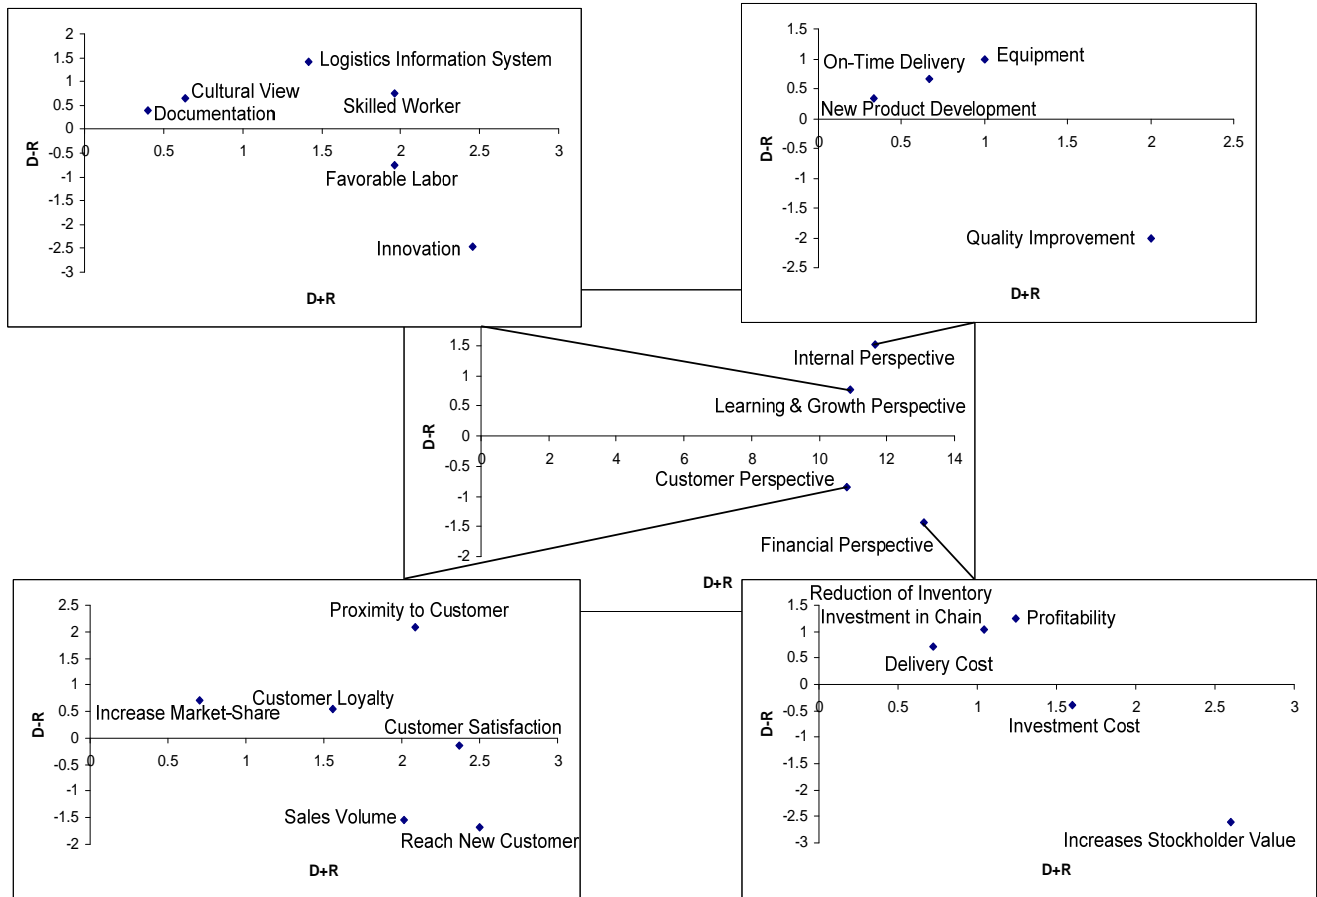 2
1.5
Logistics Information System
1
Cultural View
0.5
Documentation
Skilled Worker
0
-0.5
0
0.5
1
1.5
2
2.5
3
D-R
-1
Favorable Labor
-1.5
-2
-2.5
Innovation
-3
D+R
1.5
On-Time Delivery
1
Equipment
0.5
New Product Development
0
D-R
-0.5
0.5
1
1.5
2
2.5
-1
-1.5
-2
Quality Improvement
-2.5
D+R
1.5
Internal Perspective
1
0.5
Learning & Growth Perspective
D-R
0
0
2
4
6
8
10
12
14
-0.5
Customer Perspective
-1
-1.5
Financial Perspective
-2
D+R
2.5
Proximity to Customer
2
1.5
1
Customer Loyalty
0.5
Increase Market-Share
Customer Satisfaction
D-R
0
-0.5
0
0.5
1
1.5
2
2.5
3
-1
-1.5
Sales Volume
-2
Reach New Customer
D+R
Reduction of Inventory
1.5
Investment in Chain
Profitability
1
0.5
Delivery Cost
0
D-R
-0.5
0
0.5
1
1.5
2
2.5
3
Investment Cost
-1
-1.5
-2
-2.5
-3
Increases Stockholder Value
D+R